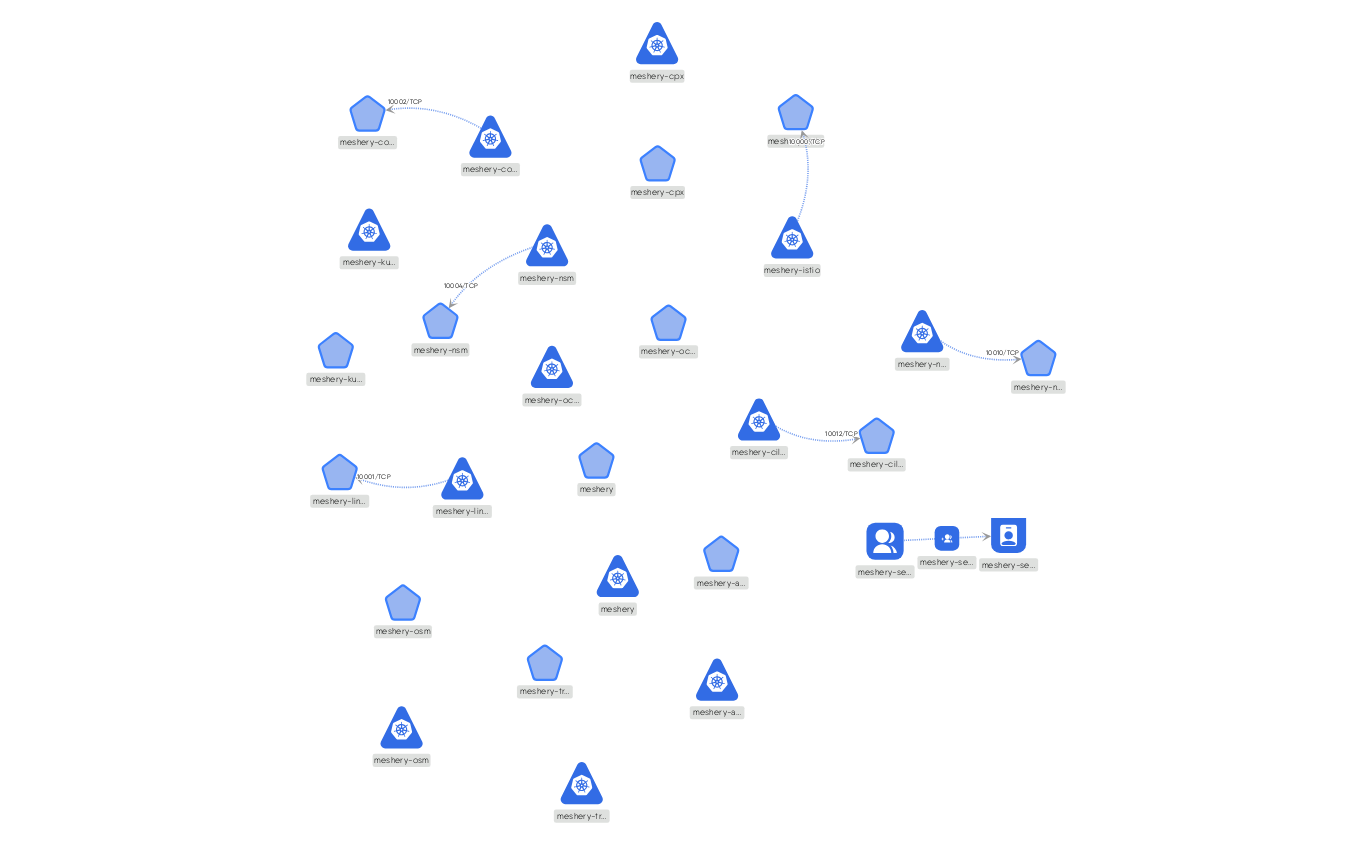 meshery-cpx
10002/TCP
meshery-co...
meshery-co...
10000/TCP
meshery-cpx
meshery-ku...
meshery-nsm
meshery-istio
10004/TCP
meshery-nsm
meshery-oc...
meshery-ku...
meshery-oc...
meshery-n...
10010/TCP
meshery-n...
meshery-cil...
10012/TCP
meshery-cil...
meshery-lin...
10001/TCP
meshery-lin...
meshery
meshery-se...
meshery-se...
meshery-se...
meshery-a...
meshery
meshery-osm
meshery-tr...
meshery-a...
meshery-osm
meshery-tr...